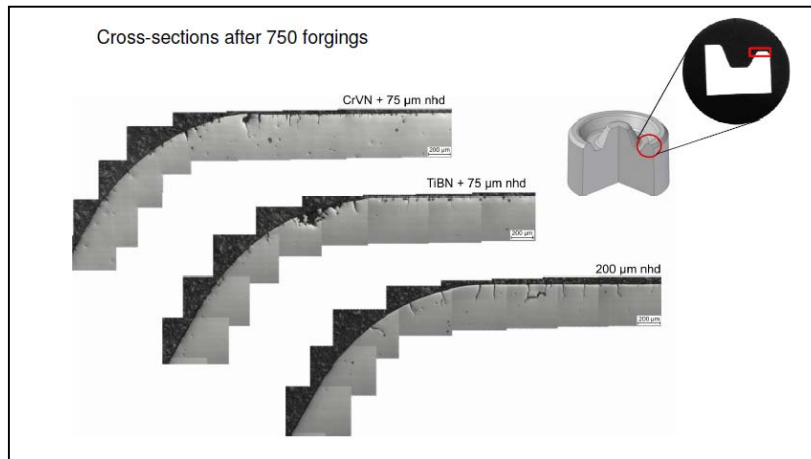 Cross-sections after 750 forgings
CrVN + 75 µm nhd
200 µm
TiBN + 75 µm nhd
200 µm
200 µm nhd
200 µm